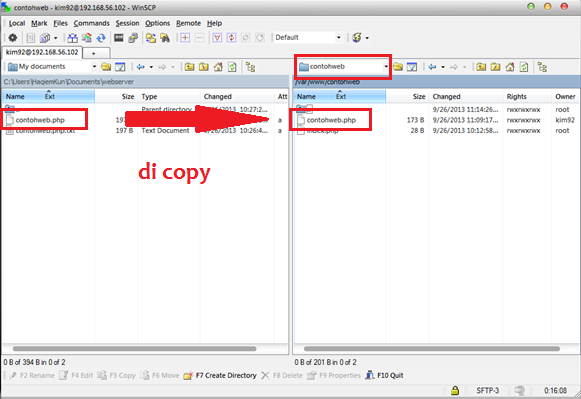 contohweb - kim92@192.168.56.102 - WinSCP
Local Mark Files Commands Session Options Remote Help
Default
kim92@192.168.56.102
My documents
contohweb
C:\Users\HaqiemKun\Documents\webserver
/var/www/contohweb
Name Ext Size Type Changed Att
Name Ext Size Changed Rights Owner
.. Parent directory 10:27:2...
.. 9/26/2013 11:14:26... rwxrwxrwx root
contohweb.php 197 a
contohweb.php 173 B 9/26/2013 11:09:17... rwxrwxrwx kim92
contohweb.php.txt 197 B Text Document 9/26/2013 10:26:4... a
index.php 28 B 9/26/2013 10:12:58... rwxrwxrwx root
di copy
0 B of 394 B in 0 of 2
0 B of 201 B in 0 of 2
F2 Rename F4 Edit F5 Copy F6 Move F7 Create Directory F8 Delete F9 Properties F10 Quit
SFTP-3 0:16:08